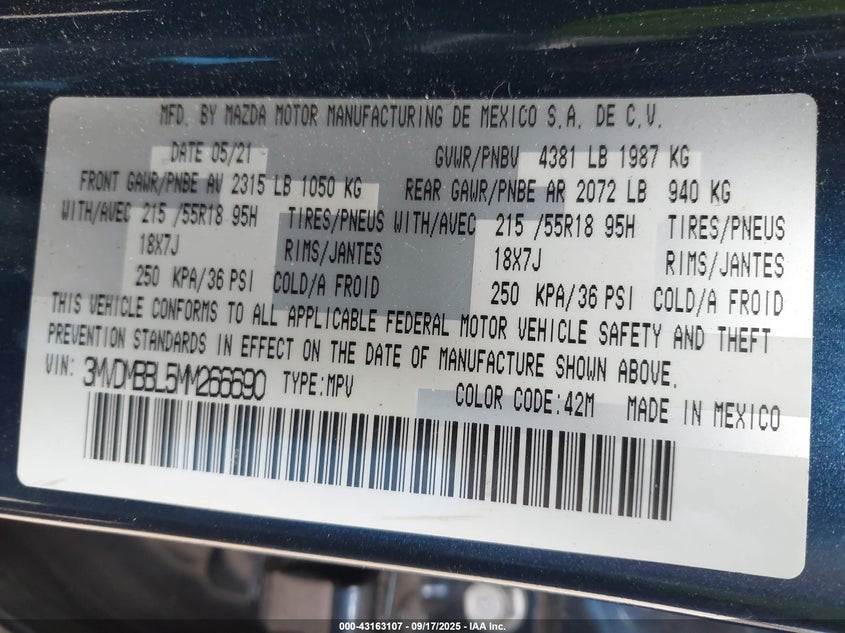 MFD. BY MAZDA MOTOR MANUFACTURING DE MEXICO S.A. DE C.V.
DATE 05/21 GVWR/PNBV 4381 LB 1987 KG
FRONT GAWR/PNBE AV 2315 LB 1050 KG REAR GAWR/PNBE AR 2072 LB 940 KG
WITH/AVEC 215 /55R18 95H TIRES/PNEUS WITH/AVEC 215 /55R18 95H TIRES/PNEUS
18X7J RIMS/JANTES 18X7J RIMS/JANTES
250 KPA/36 PSI COLD/A FROID 250 KPA/36 PSI COLD/A FROID
THIS VEHICLE CONFORMS TO ALL APPLICABLE FEDERAL MOTOR VEHICLE SAFETY AND THEFT
PREVENTION STANDARDS IN EFFECT ON THE DATE OF MANUFACTURE SHOWN ABOVE.
VIN: 3MVDMBBL5MM266690 TYPE:MPV COLOR CODE:42M MADE IN MEXICO
000-43163107 - 09/17/2025 - IAA Inc.